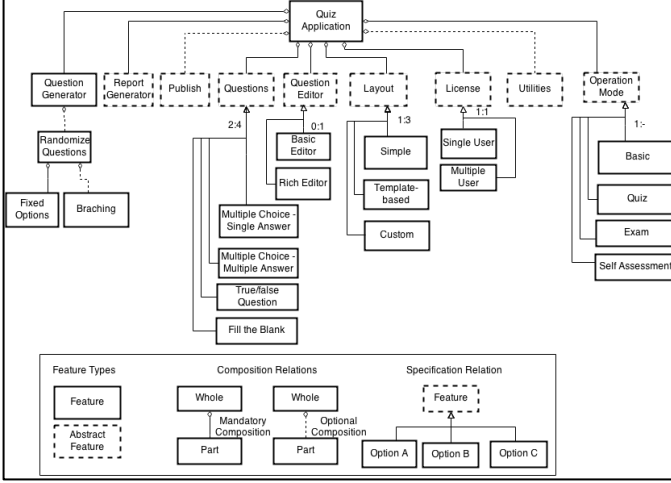 Quiz
Application
Question
Generator
Report
Generator
Publish
Questions
Question
Editor
Layout
License
Utilities
Operation
Mode
2:4
0:1
1:3
1:1
1:-
Randomize
Questions
Fixed
Options
Braching
Basic
Editor
Rich Editor
Multiple Choice -
Single Answer
Multiple Choice -
Multiple Answer
True/false
Question
Fill the Blank
Simple
Template-
based
Custom
Single User
Multiple
User
Basic
Quiz
Exam
Self Assessment
Feature Types
Composition Relations
Specification Relation
Feature
Abstract
Feature
Whole
Mandatory
Composition
Part
Whole
Optional
Composition
Part
Feature
Option A
Option B
Option C